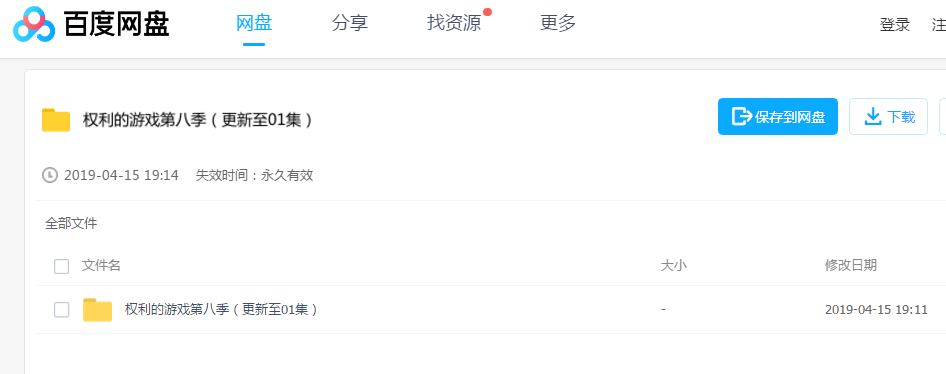 百度网盘 网盘 分享 找资源 更多 登录
权利的游戏第八季（更新至01集） 保存到网盘 下载
2019-04-15 19:14 失效时间：永久有效
全部文件
文件名 大小 修改日期
权利的游戏第八季（更新至01集） - 2019-04-15 19:11